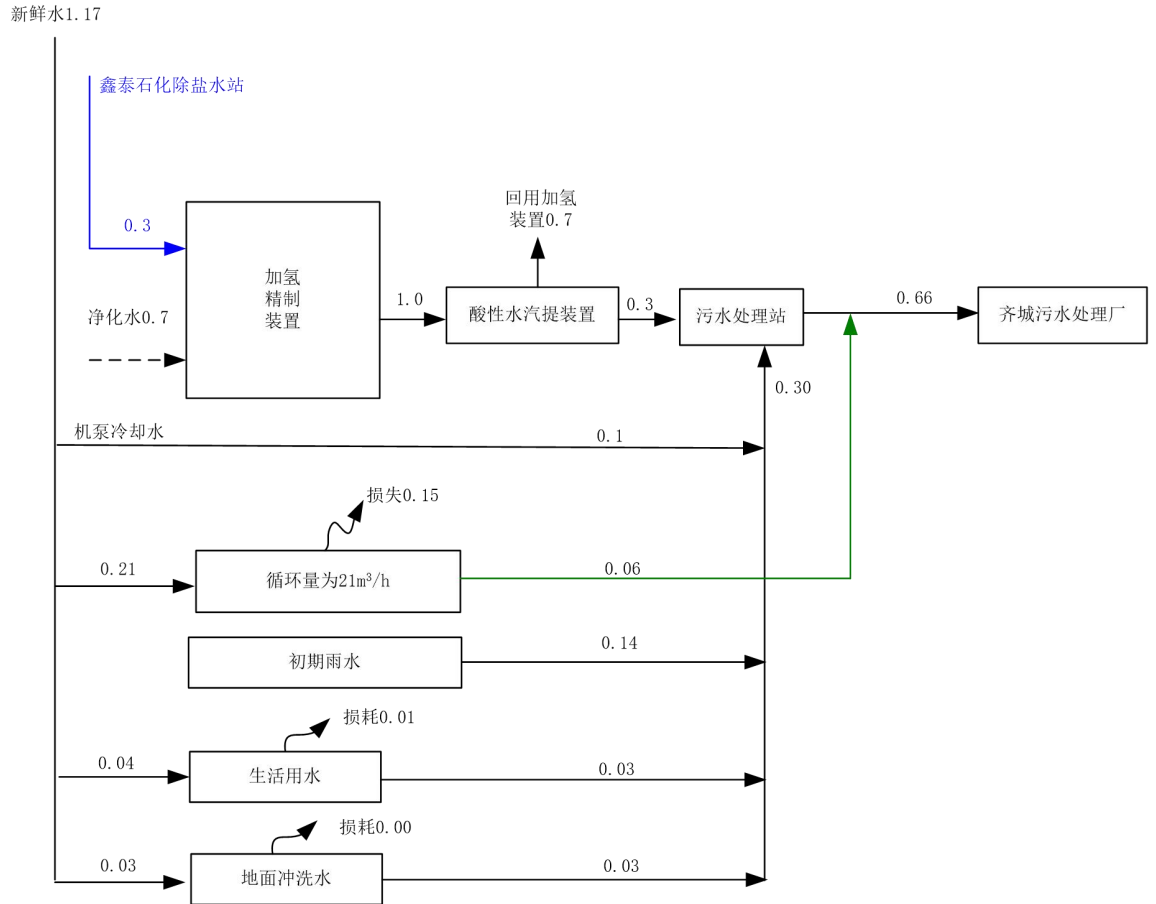 新鲜水1.17
鑫泰石化除盐水站
回用加氢
装置0.7
0.3
加氢
精制
装置
净化水0.7
1.0
酸性水汽提装置
0.3
污水处理站
0.66
齐城污水处理厂
0.30
机泵冷却水
0.1
损失0.15
0.21
循环量为21m³/h
0.06
初期雨水
0.14
损耗0.01
0.04
生活用水
0.03
损耗0.00
0.03
地面冲洗水
0.03